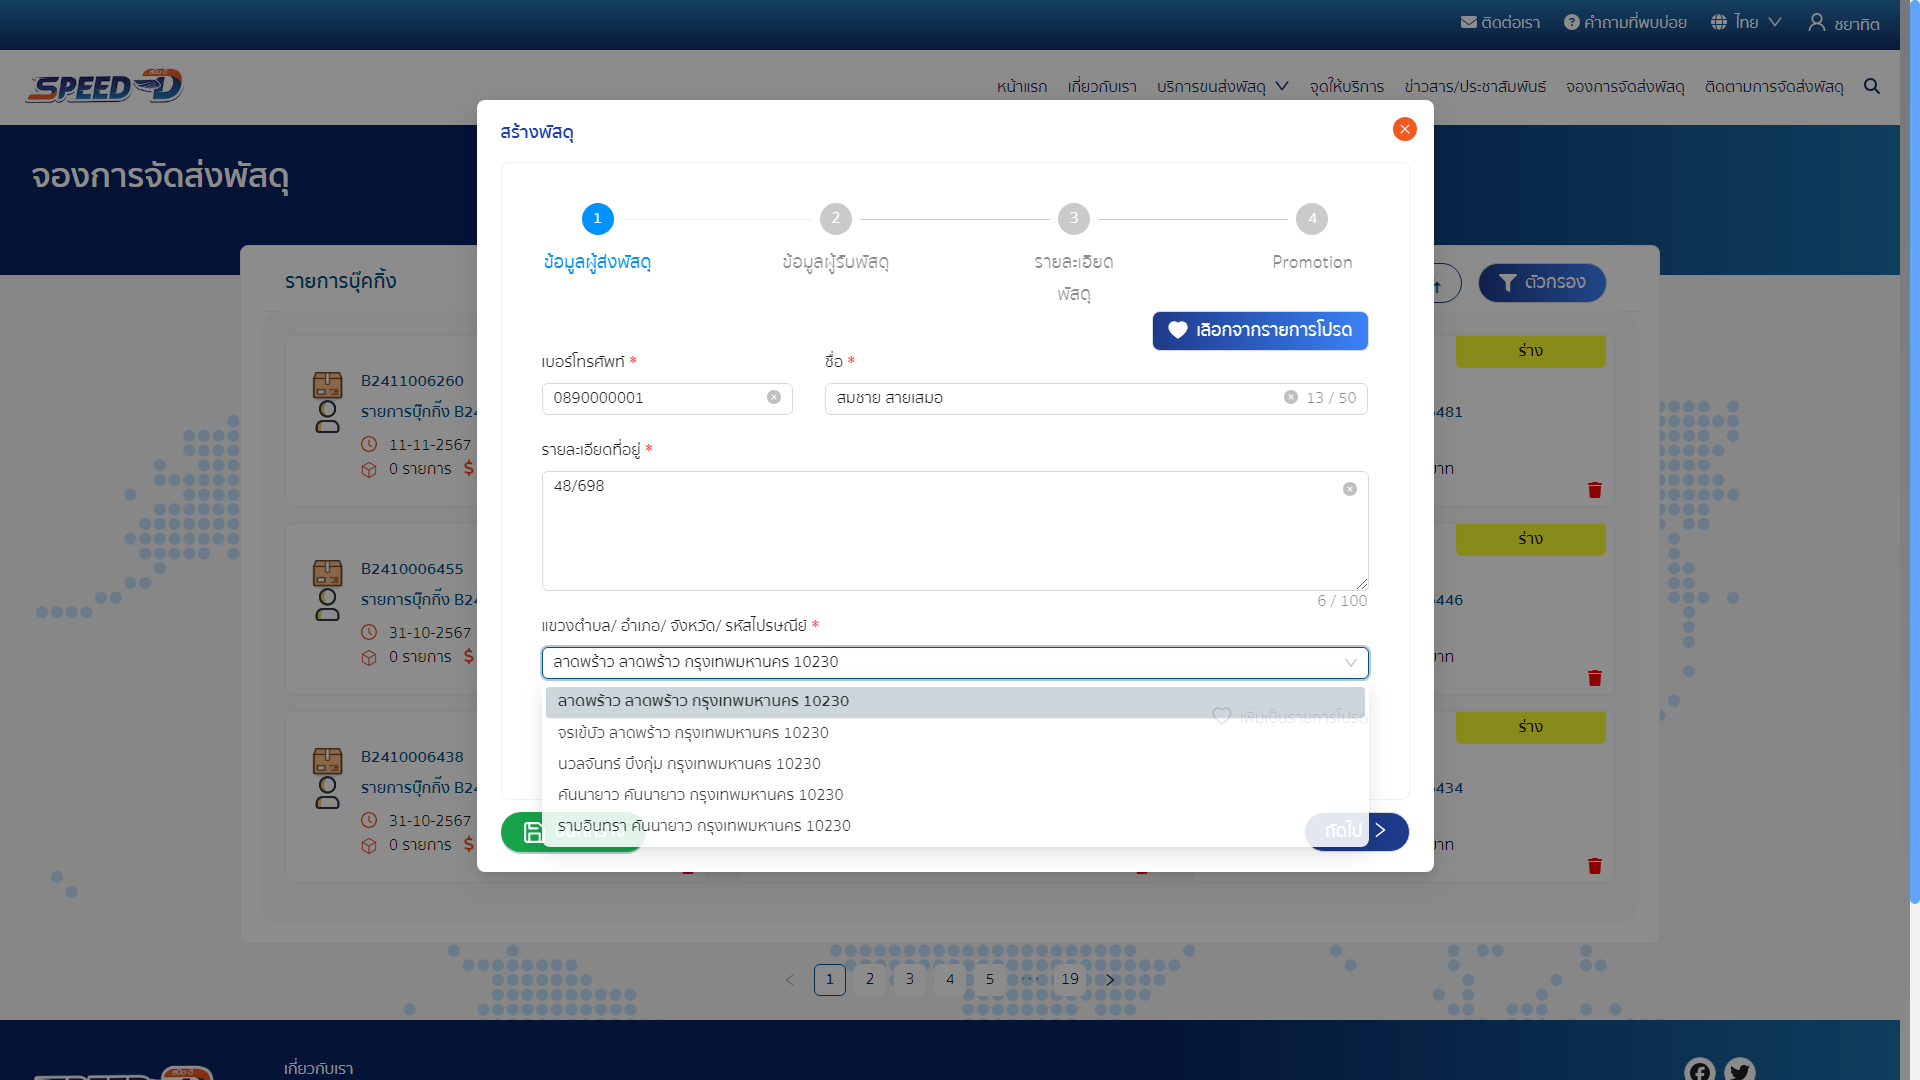 ติดต่อเรา
คำถามที่พบบ่อย
ไทย
ชยาทิต
สปีด-ดี
SPEED-D
หน้าแรก
เกี่ยวกับเรา
บริการขนส่งพัสดุ
จุดให้บริการ
ข่าวสาร/ประชาสัมพันธ์
จองการจัดส่งพัสดุ
ติดตามการจัดส่งพัสดุ
จองการจัดส่งพัสดุ
สร้างพัสดุ
1
2
3
4
ข้อมูลผู้ส่งพัสดุ
ข้อมูลผู้รับพัสดุ
รายละเอียด
พัสดุ
Promotion
เลือกจากรายการโปรด
เบอร์โทรศัพท์ *
ชื่อ *
0890000001
สมชาย สายเสมอ
13 / 50
รายละเอียดที่อยู่ *
48/698
6 / 100
แขวงตำบล/ อำเภอ/ จังหวัด/ รหัสไปรษณีย์ *
ลาดพร้าว ลาดพร้าว กรุงเทพมหานคร 10230
ลาดพร้าว ลาดพร้าว กรุงเทพมหานคร 10230
เพิ่มเป็นรายการโปรด
จรเข้บัว ลาดพร้าว กรุงเทพมหานคร 10230
นวลจันทร์ บึงกุ่ม กรุงเทพมหานคร 10230
คันนายาว คันนายาว กรุงเทพมหานคร 10230
รามอินทรา คันนายาว กรุงเทพมหานคร 10230
ถัดไป
รายการบุ๊คกิ้ง
ตัวกรอง
B2411006260
รายการบุ๊กกิ้ง B24
11-11-2567
0 รายการ
ร่าง
481
บาท
B2410006455
รายการบุ๊กกิ้ง B24
31-10-2567
0 รายการ
ร่าง
446
บาท
B2410006438
รายการบุ๊กกิ้ง B24
31-10-2567
0 รายการ
ร่าง
434
บาท
1
2
3
4
5
•••
19
เกี่ยวกับเรา
สปีด-ดี
SPEED-D